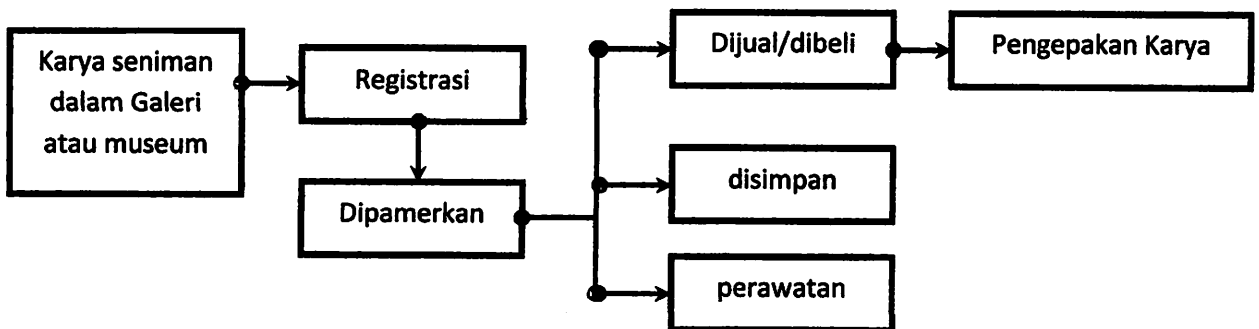 Karya seniman
dalam Galeri
atau museum
Registrasi
Dipamerkan
Dijual/dibeli
Pengepakan Karya
disimpan
perawatan